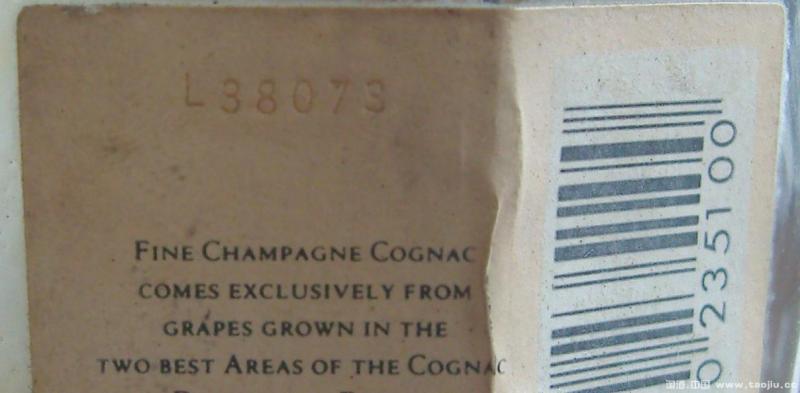 L38073
FINE CHAMPAGNE COGNAC
COMES EXCLUSIVELY FROM
GRAPES GROWN IN THE
TWO BEST AREAS OF THE COGNAC
0 235100
www.taojiu.cc